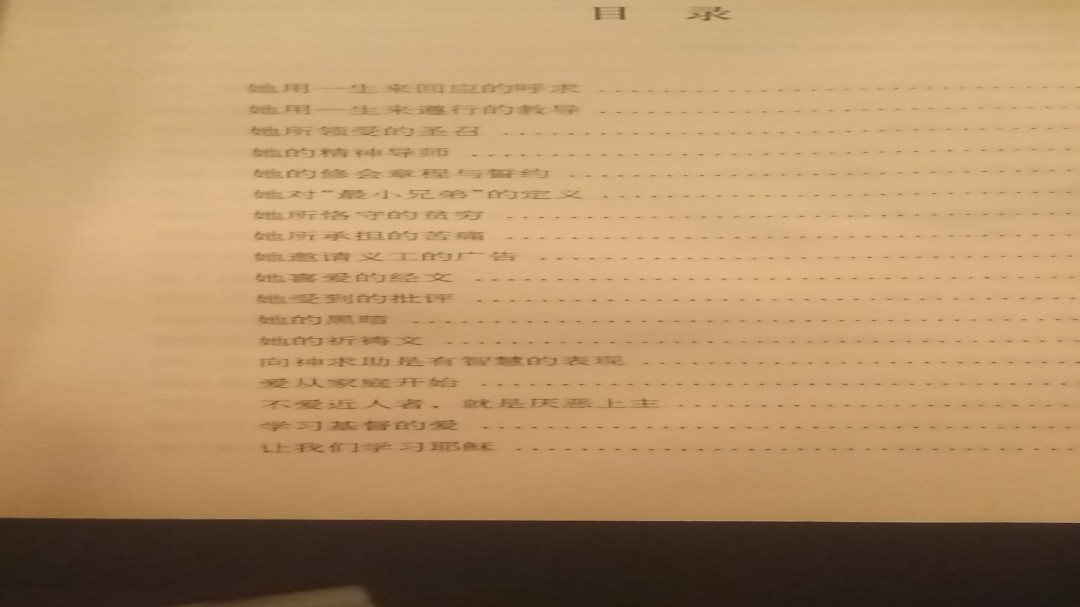 目 录
她用一生来回应的呼求
她用一生来遵行的教导
她所领受的圣召
她的精神导师
她的修会章程与誓约
她对“最小兄弟”的定义
她所恪守的贫穷
她所承担的苦痛
她邀请义工的广告
她喜爱的经文
她受到的批评
她的黑暗
她的祈祷文
向神求助是有智慧的表现
爱从家庭开始
不爱近人者，就是厌恶上主
学习基督的爱
让我们学习耶稣